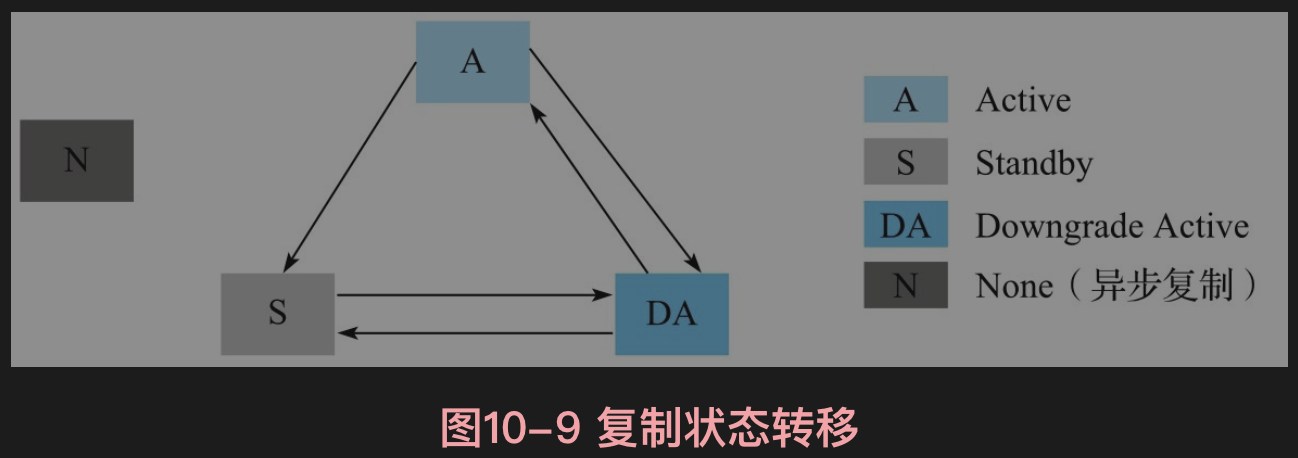 A
N
S
DA
A Active
S Standby
DA Downgrade Active
N None（异步复制）
图10-9 复制状态转移